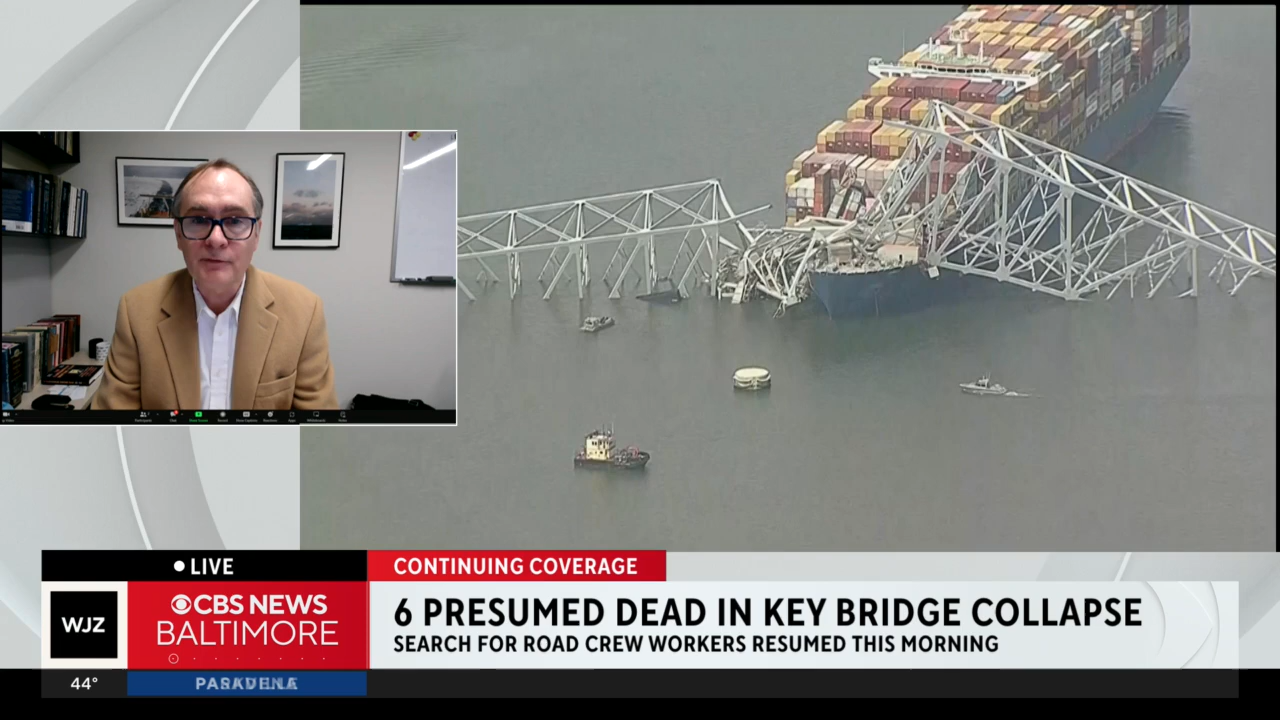 LIVE
CONTINUING COVERAGE
WJZ
CBS NEWS
BALTIMORE
6 PRESUMED DEAD IN KEY BRIDGE COLLAPSE
SEARCH FOR ROAD CREW WORKERS RESUMED THIS MORNING
44°